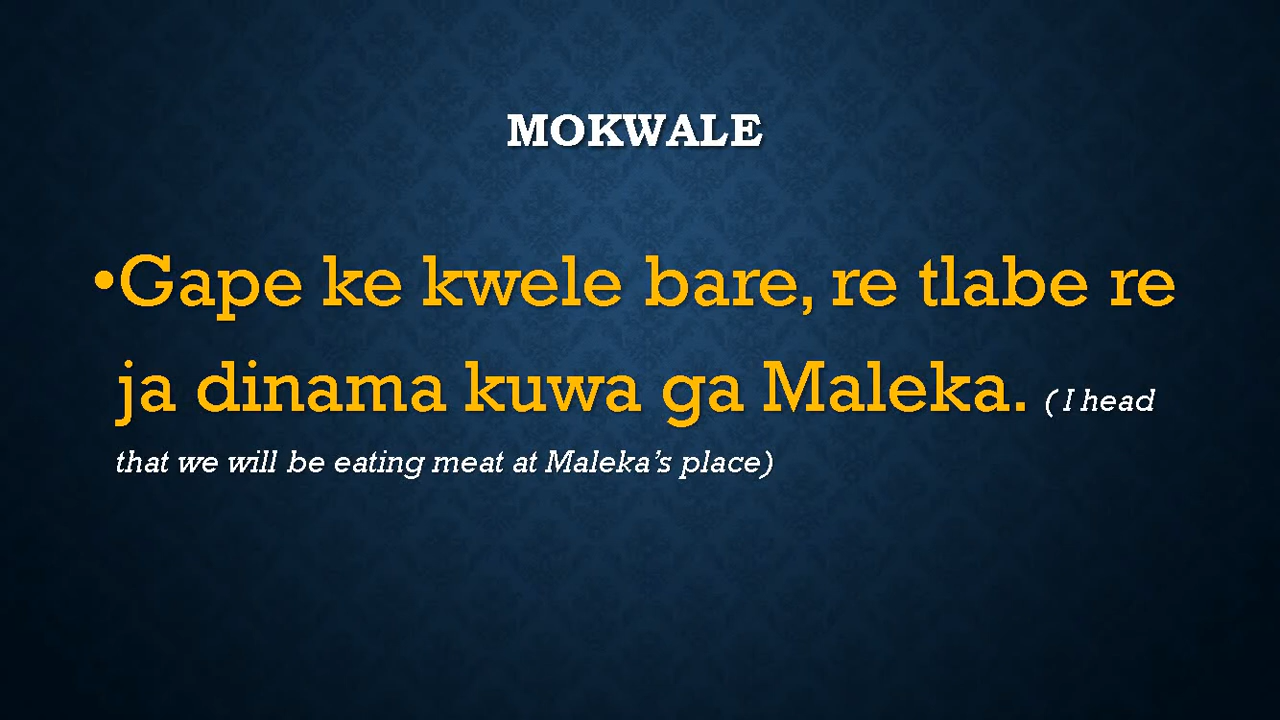 MOKWALE
•Gape ke kwele bare, re tlabe re
ja dinama kuwa ga Maleka. ( I head
that we will be eating meat at Maleka’s place)